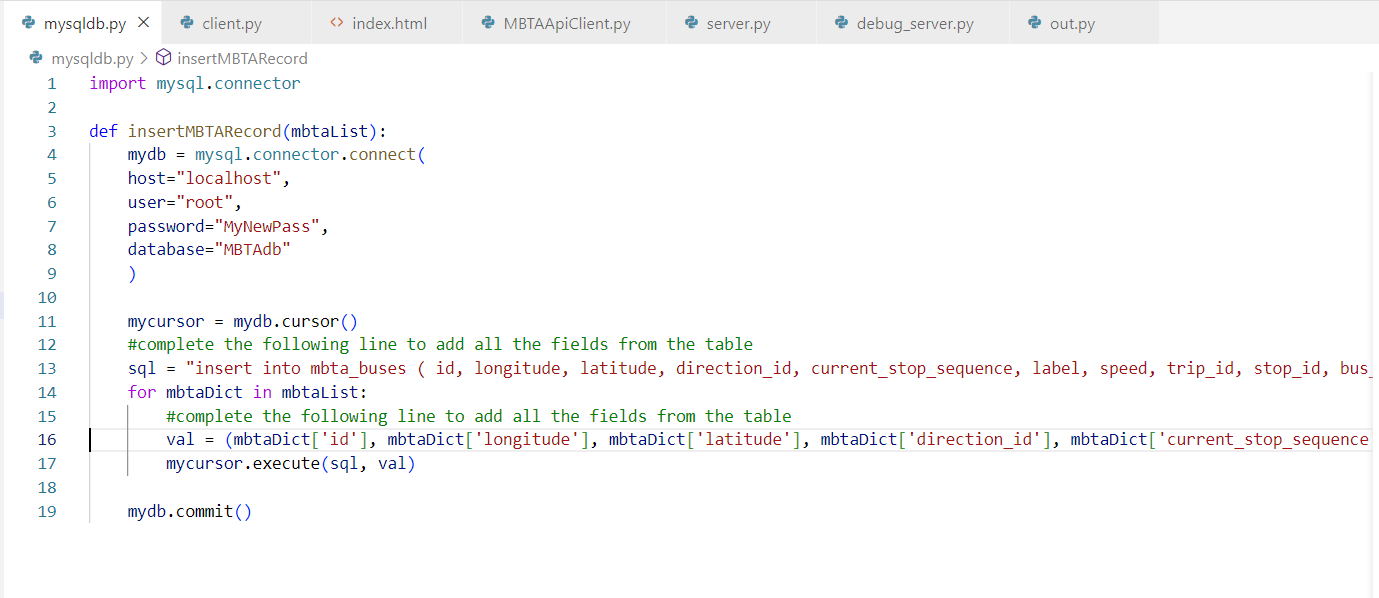 mysqldb.py client.py index.html MBTAApiClient.py server.py debug_server.py out.py
mysqldb.py > insertMBTARecord
1 import mysql.connector
2
3 def insertMBTARecord(mbtaList):
4 mydb = mysql.connector.connect(
5 host="localhost",
6 user="root",
7 password="MyNewPass",
8 database="MBTAdb"
9 )
10
11 mycursor = mydb.cursor()
12 #complete the following line to add all the fields from the table
13 sql = "insert into mbta_buses ( id, longitude, latitude, direction_id, current_stop_sequence, label, speed, trip_id, stop_id, bus_
14 for mbtaDict in mbtaList:
15 #complete the following line to add all the fields from the table
16 val = (mbtaDict['id'], mbtaDict['longitude'], mbtaDict['latitude'], mbtaDict['direction_id'], mbtaDict['current_stop_sequence
17 mycursor.execute(sql, val)
18
19 mydb.commit()